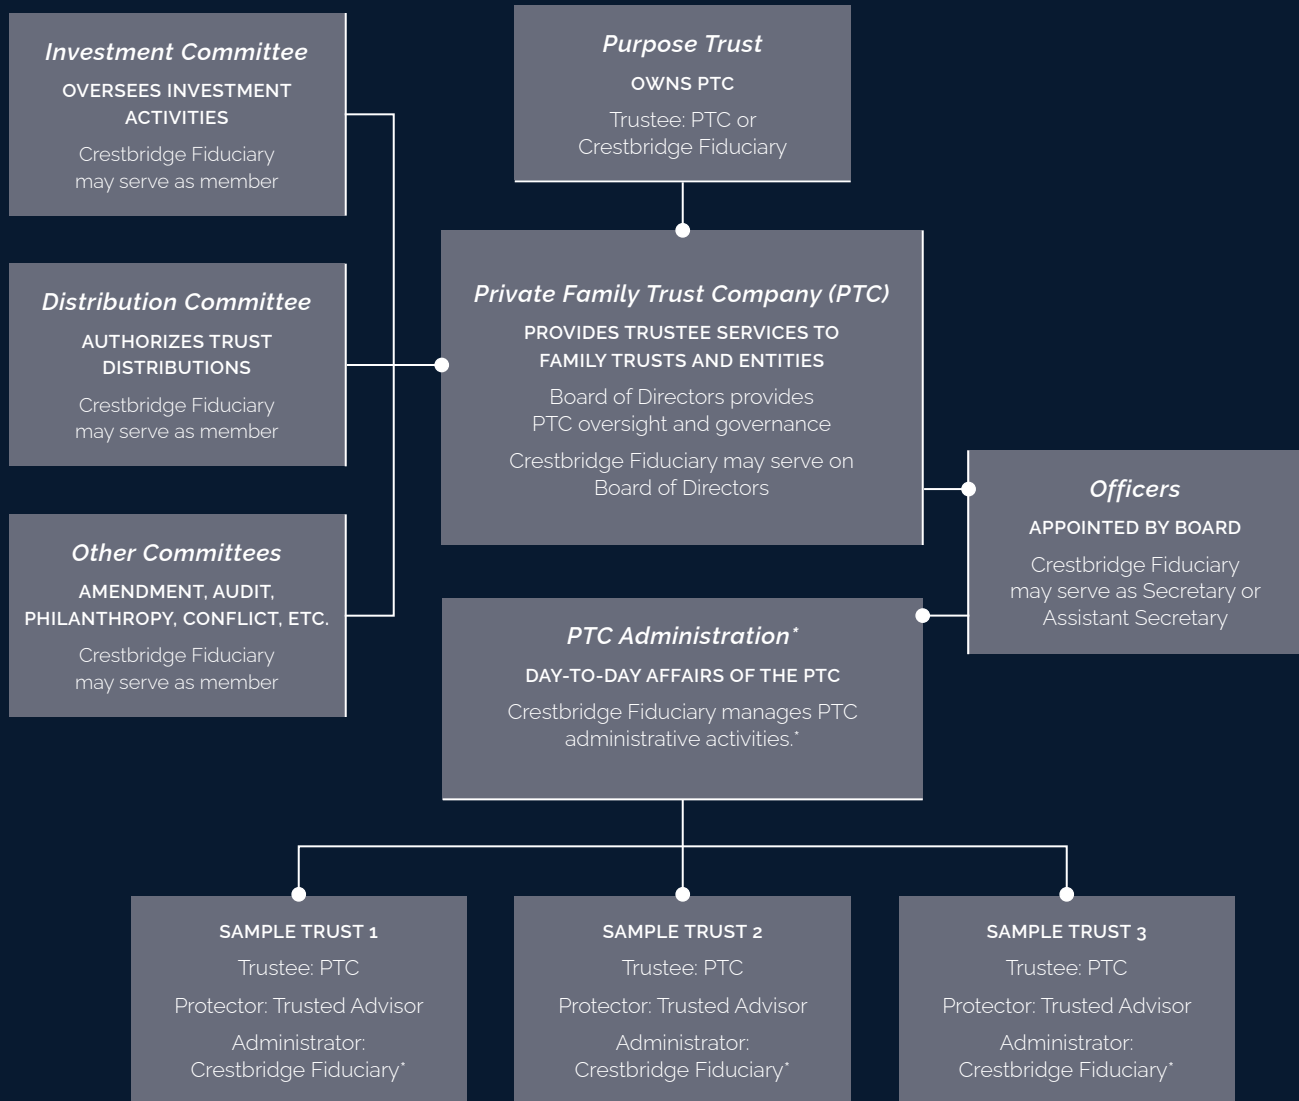 Investment Committee
OVERSEES INVESTMENT
ACTIVITIES
Crestbridge Fiduciary
may serve as member
Purpose Trust
OWNS PTC
Trustee: PTC or
Crestbridge Fiduciary
Distribution Committee
AUTHORIZES TRUST
DISTRIBUTIONS
Crestbridge Fiduciary
may serve as member
Private Family Trust Company (PTC)
PROVIDES TRUSTEE SERVICES TO
FAMILY TRUSTS AND ENTITIES
Board of Directors provides
PTC oversight and governance
Crestbridge Fiduciary may serve on
Board of Directors
Other Committees
AMENDMENT, AUDIT,
PHILANTHROPY, CONFLICT, ETC.
Crestbridge Fiduciary
may serve as member
Officers
APPOINTED BY BOARD
Crestbridge Fiduciary
may serve as Secretary or
Assistant Secretary
PTC Administration*
DAY-TO-DAY AFFAIRS OF THE PTC
Crestbridge Fiduciary manages PTC
administrative activities.*
SAMPLE TRUST 1
Trustee: PTC
Protector: Trusted Advisor
Administrator:
Crestbridge Fiduciary*
SAMPLE TRUST 2
Trustee: PTC
Protector: Trusted Advisor
Administrator:
Crestbridge Fiduciary*
SAMPLE TRUST 3
Trustee: PTC
Protector: Trusted Advisor
Administrator:
Crestbridge Fiduciary*